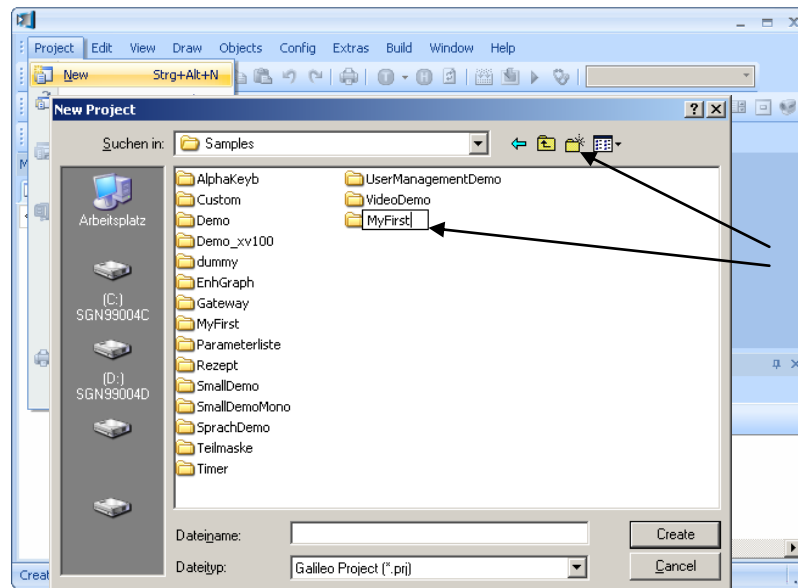 Project Edit View Draw Objects Config Extras Build Window Help
New Strg+Alt+N
New Project
Suchen in: Samples
Arbeitsplatz
(C:)
SGN99004C
(D:)
SGN99004D
AlphaKeyb
Custom
Demo
Demo_xv100
dummy
EnhGraph
Gateway
MyFirst
Parameterliste
Rezept
SmallDemo
SmallDemoMono
SprachDemo
Teilmaske
Timer
UserManagementDemo
VideoDemo
MyFirst
Dateiname:
Create
Dateityp: Galileo Project (*.prj)
Cancel